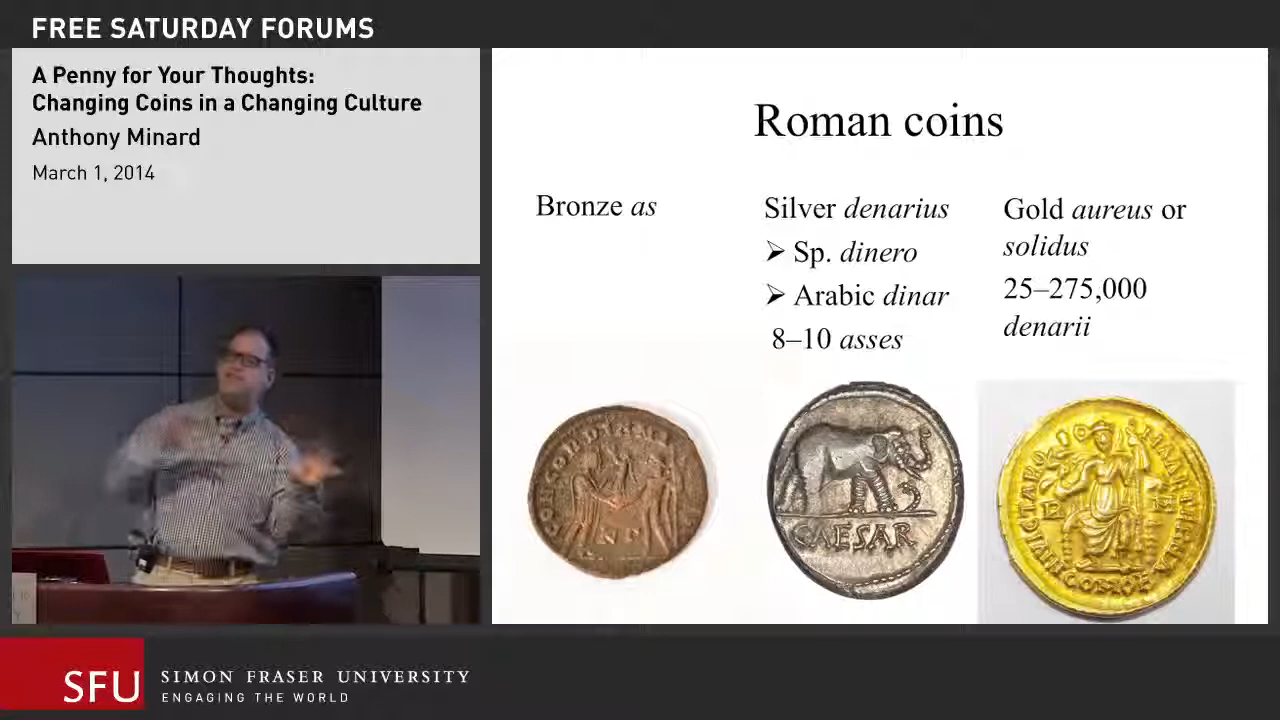 FREE SATURDAY FORUMS
A Penny for Your Thoughts:
Changing Coins in a Changing Culture
Anthony Minard
March 1, 2014
Roman coins
Bronze as
Silver denarius
➢ Sp. dinero
➢ Arabic dinar
8–10 asses
Gold aureus or
solidus
25–275,000
denarii
CAESAR
SFU
SIMON FRASER UNIVERSITY
ENGAGING THE WORLD